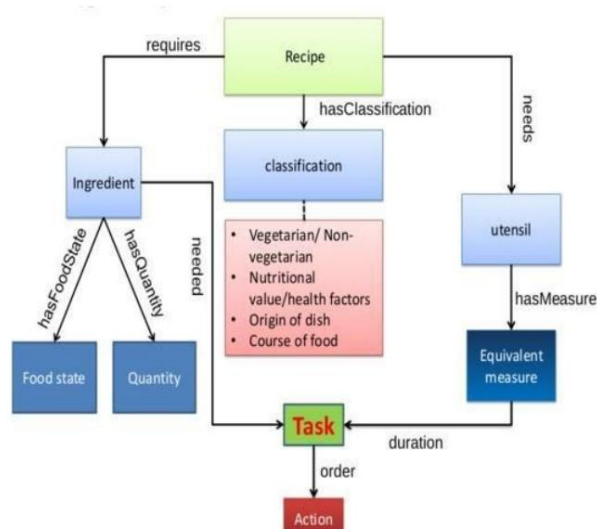 requires
Recipe
hasClassification
needs
classification
Ingredient
utensil
• Vegetarian/ Non-
vegetarian
• Nutritional
value/health factors
• Origin of dish
• Course of food
hasFoodState
hasQuantity
needed
hasMeasure
Food state
Quantity
Equivalent
measure
Task
duration
order
Action